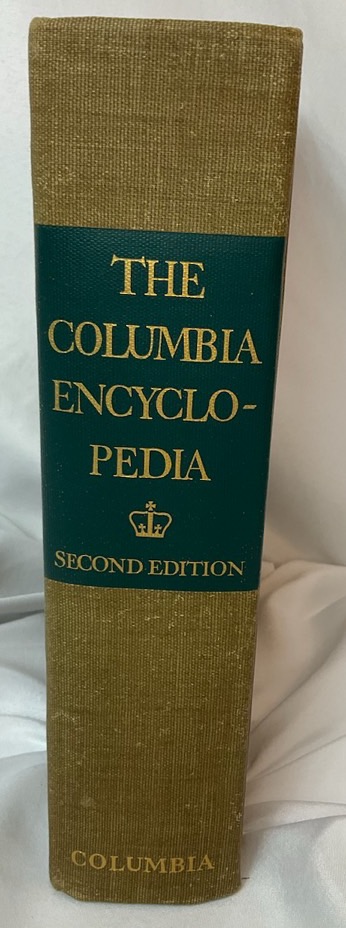 THE
COLUMBIA
ENCYCLO-
PEDIA
SECOND EDITION
COLUMBIA